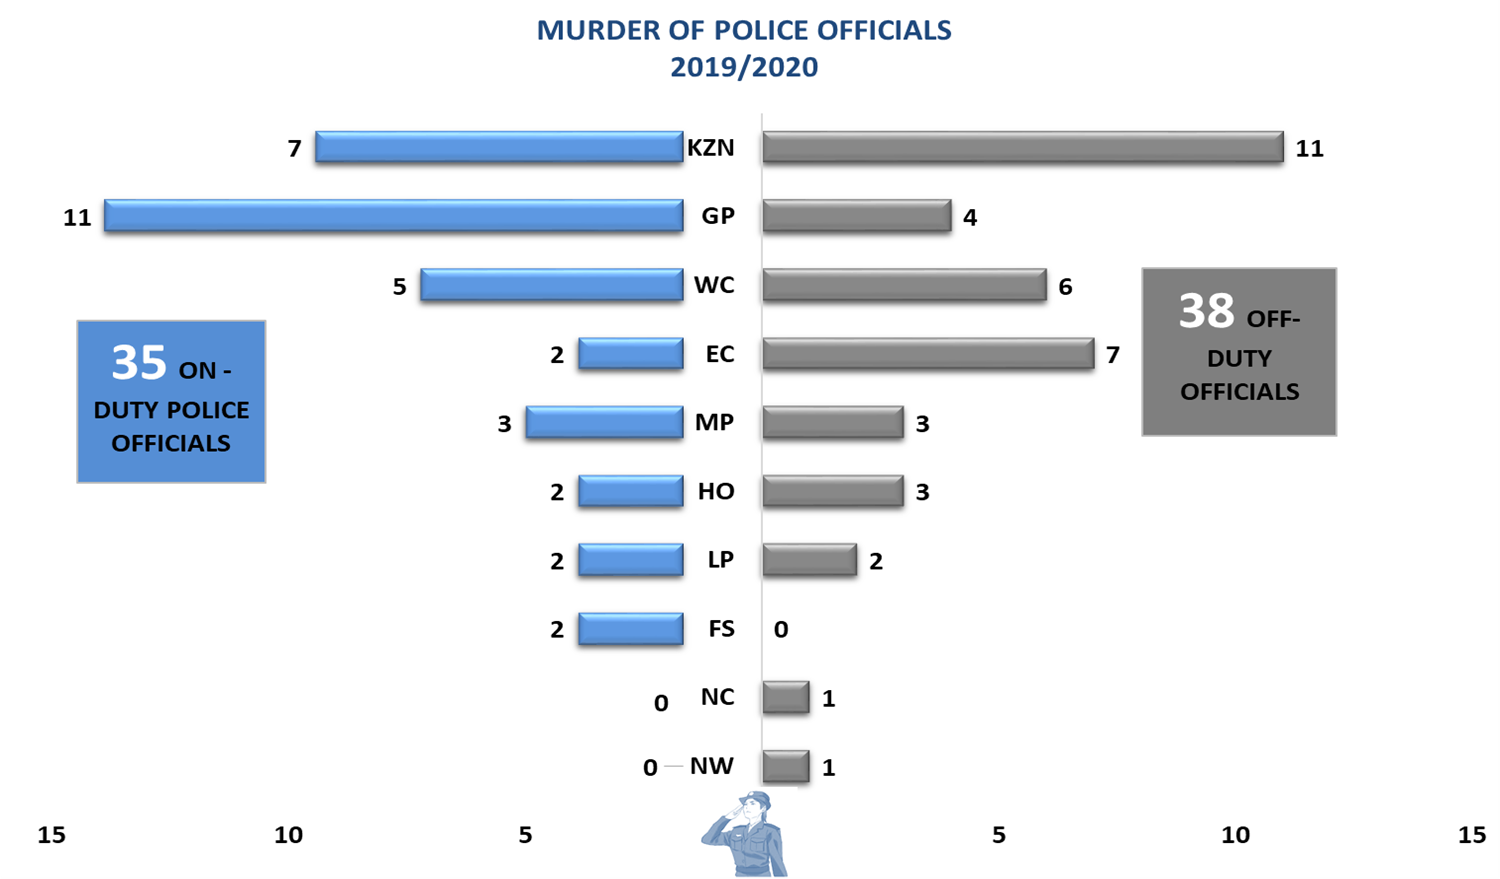 MURDER OF POLICE OFFICIALS
2019/2020
7 KZN 11
11 GP 4
5 WC 6
2 EC 7
3 MP 3
2 HO 3
2 LP 2
2 FS 0
0 NC 1
0 NW 1
35 ON -
DUTY POLICE
OFFICIALS
38 OFF-
DUTY
OFFICIALS
15 10 5 5 10 15